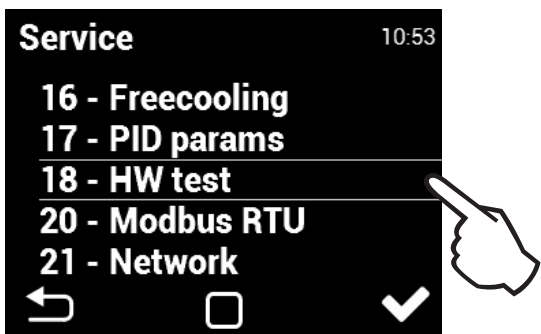 Service 10:53
16 - Freecooling
17 - PID params
18 - HW test
20 - Modbus RTU
21 - Network